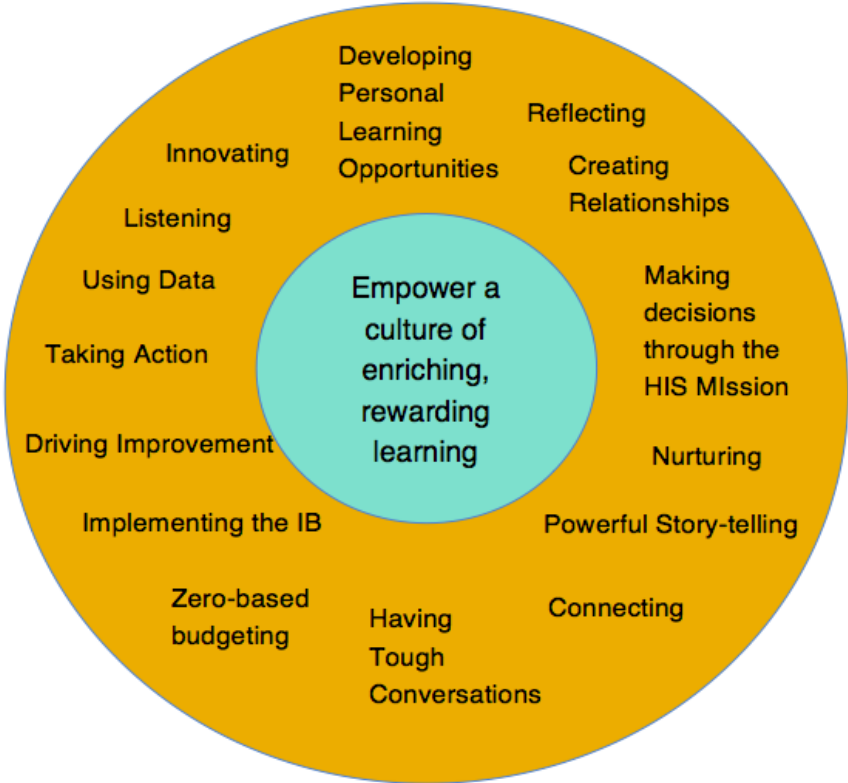 Developing
Personal
Learning
Opportunities
Reflecting
Creating
Relationships
Making
decisions
through the
HIS MIssion
Nurturing
Powerful Story-telling
Connecting
Having
Tough
Conversations
Zero-based
budgeting
Implementing the IB
Driving Improvement
Taking Action
Using Data
Listening
Innovating
Empower a
culture of
enriching,
rewarding
learning